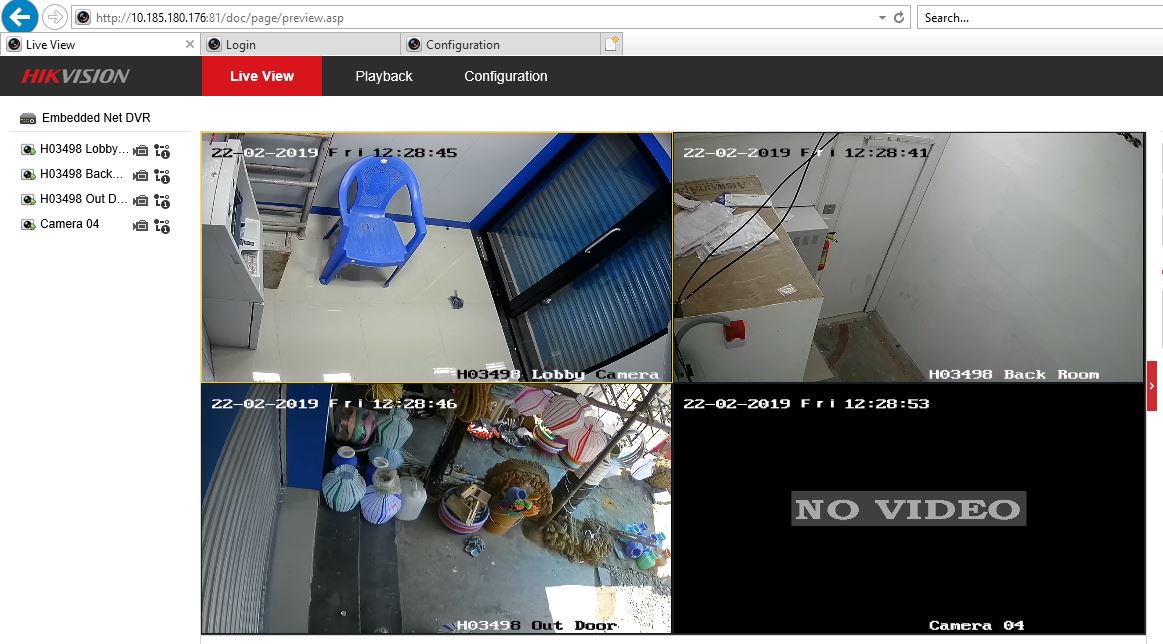 http://10.185.180.176:81/doc/page/preview.asp
Search...
Live View
Login
Configuration
HIKVISION
Live View
Playback
Configuration
Embedded Net DVR
H03498 Lobby...
H03498 Back...
H03498 Out D...
Camera 04
22-02-2019 Fri 12:28:45
H03498 Lobby Camera
22-02-2019 Fri 12:28:41
H03498 Back Room
22-02-2019 Fri 12:28:46
H03498 Out Door
22-02-2019 Fri 12:28:53
NO VIDEO
Camera 04